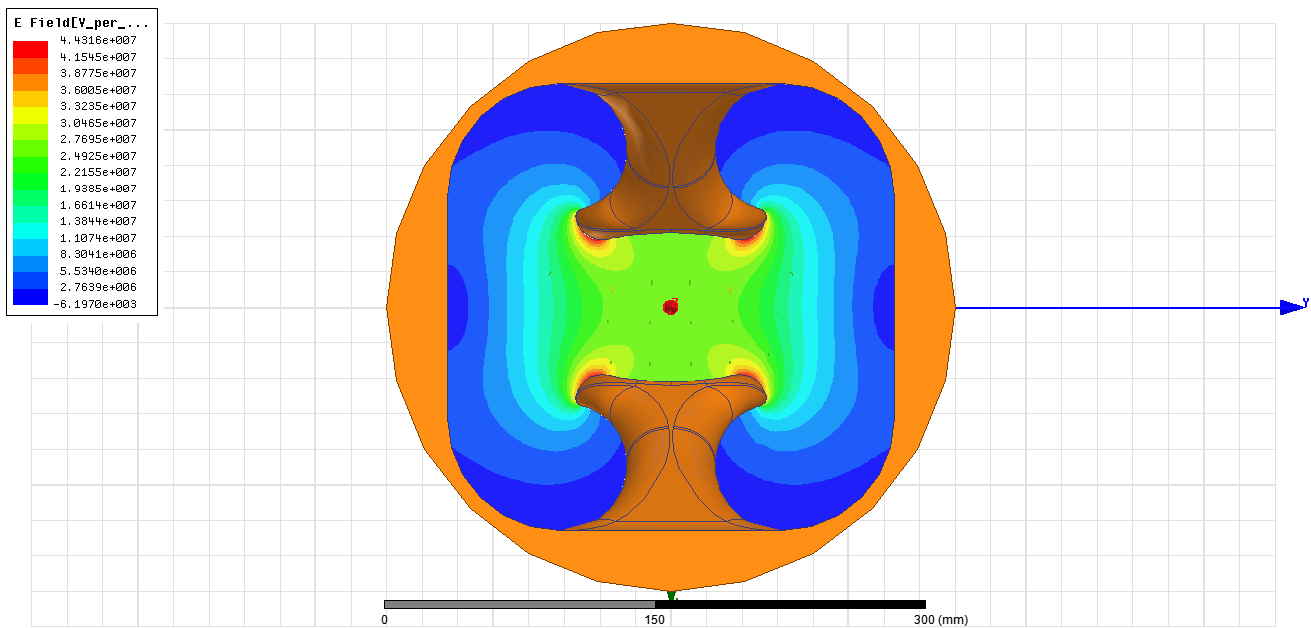 E Field[V_per_...
4.4316e+007
4.1545e+007
3.8775e+007
3.6005e+007
3.3235e+007
3.0465e+007
2.7695e+007
2.4925e+007
2.2155e+007
1.9385e+007
1.6614e+007
1.3844e+007
1.1074e+007
8.3041e+006
5.5340e+006
2.7639e+006
-6.1970e+003
Y
0
150
300 (mm)